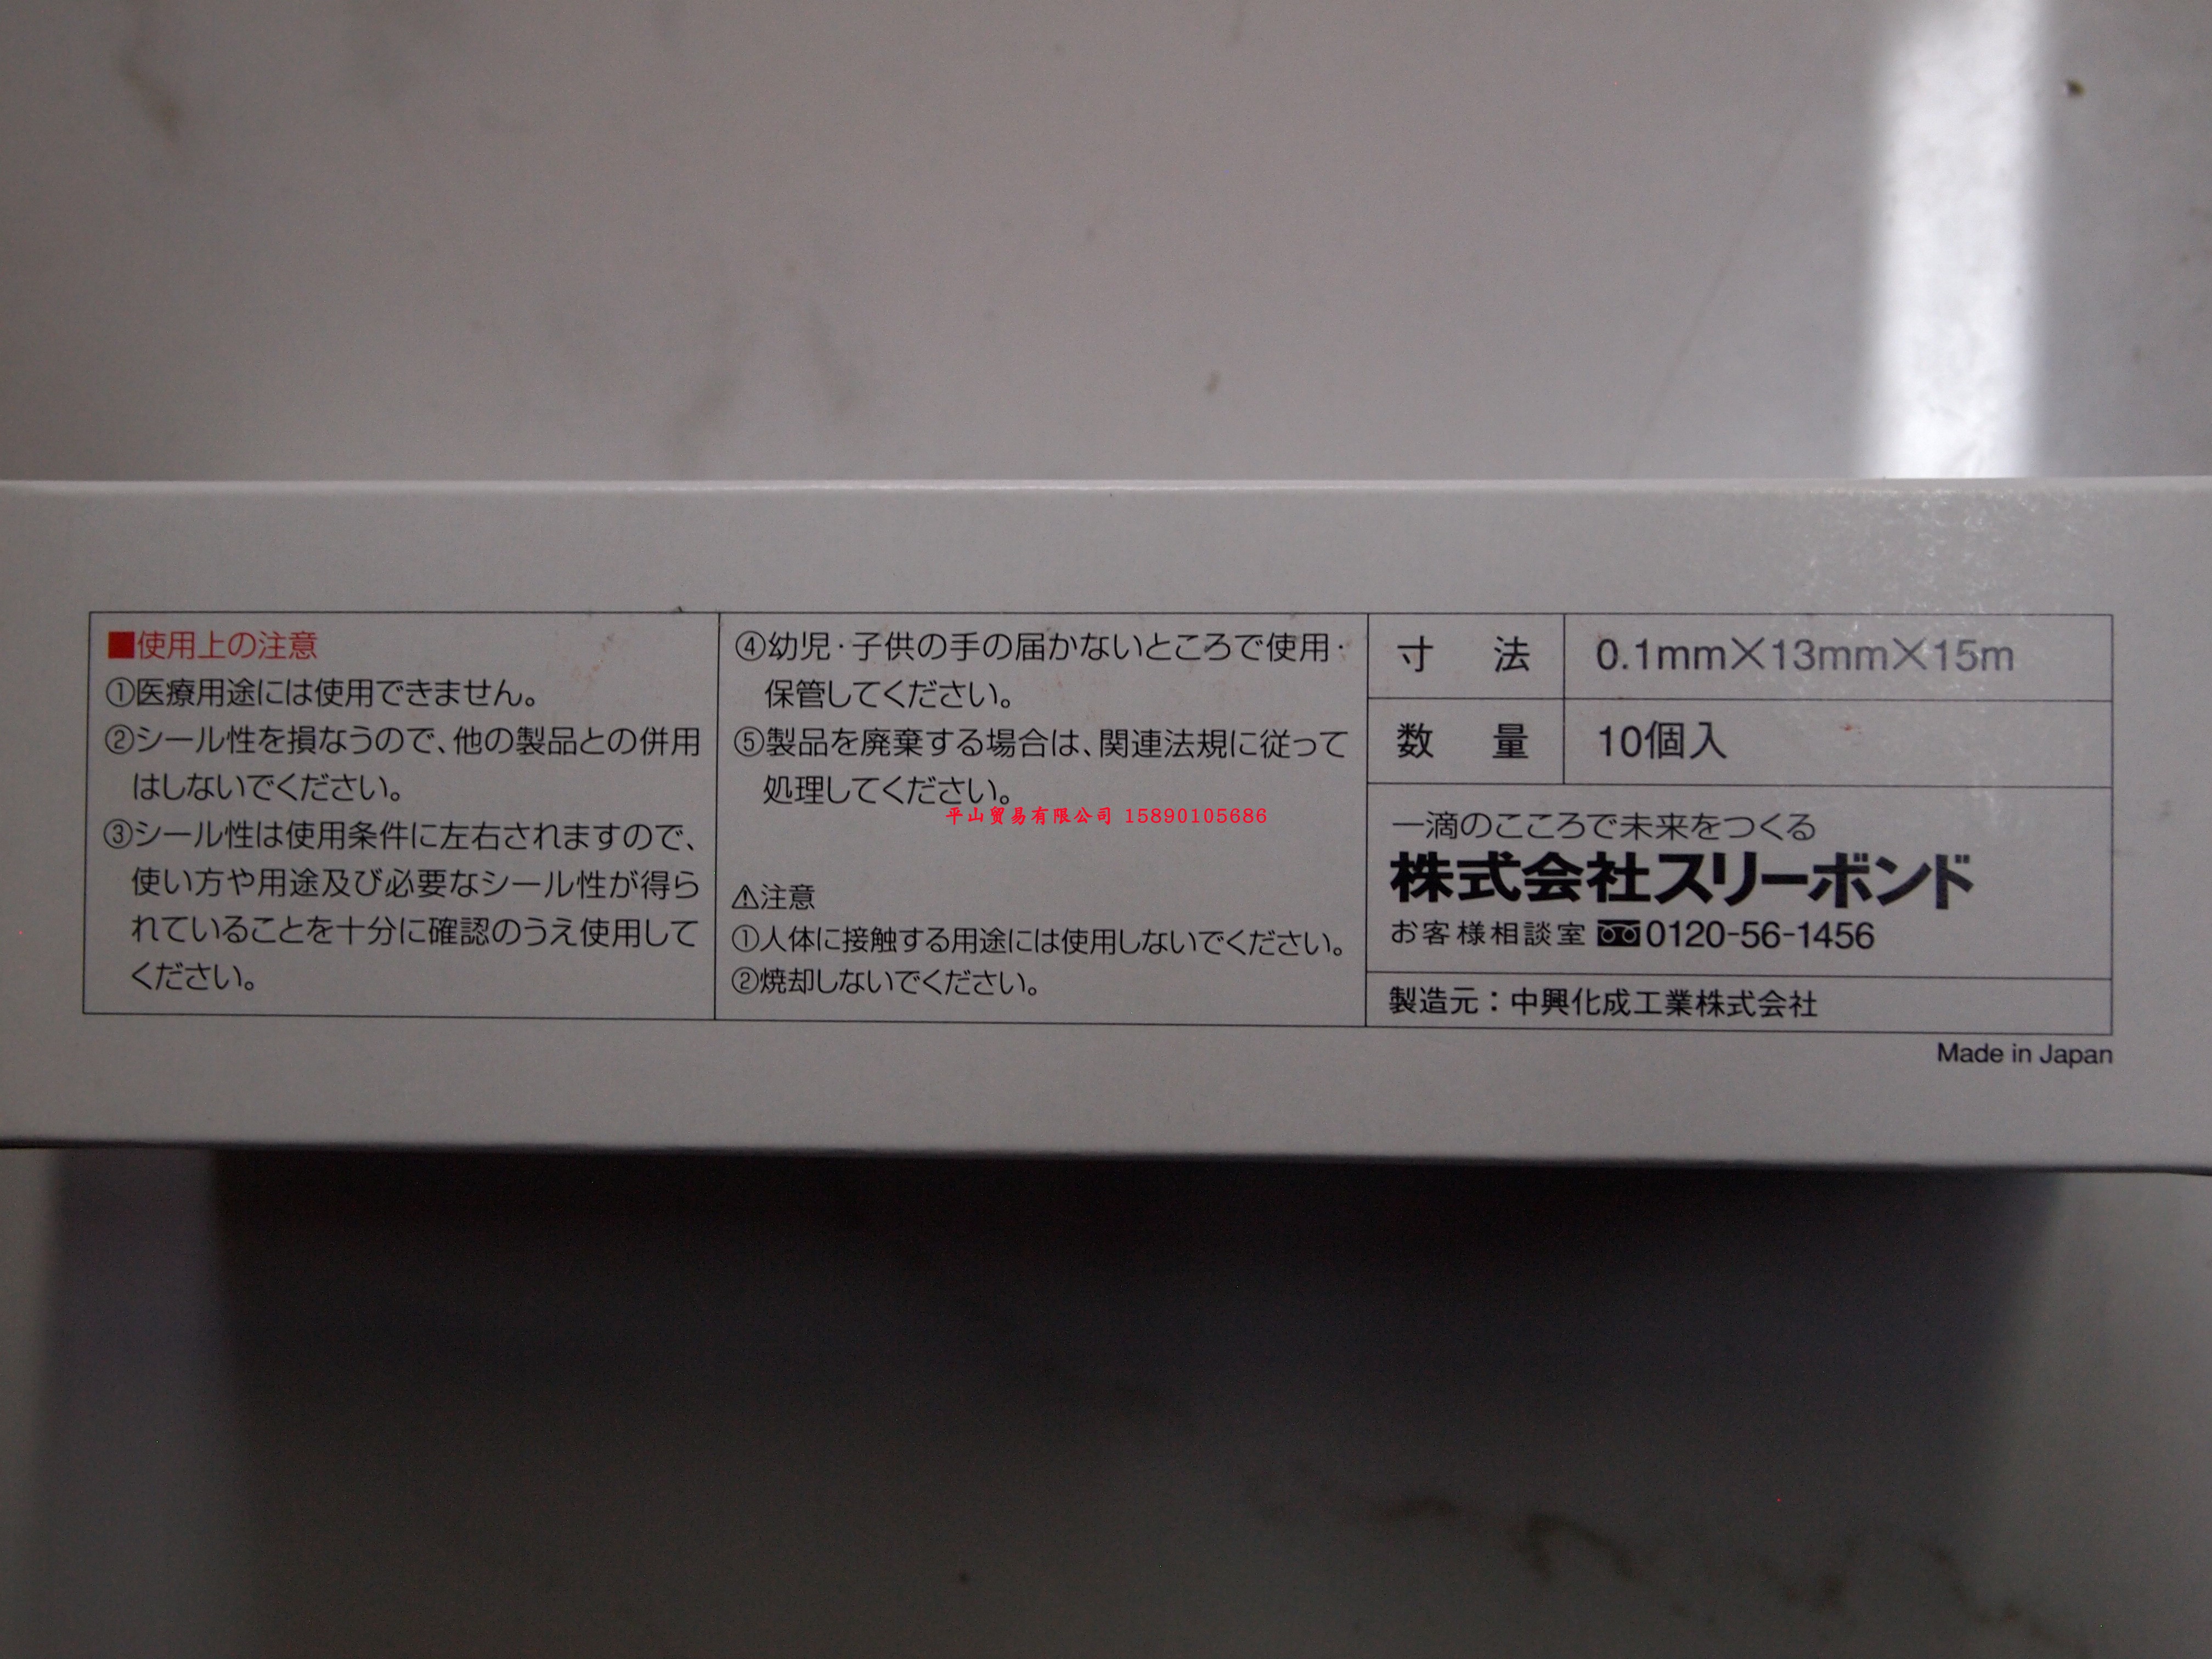 ■使用上の注意
①医療用途には使用できません。
②シール性を損なうので、他の製品との併用
はしないでください。
③シール性は使用条件に左右されますので、
使い方や用途及び必要なシール性が得ら
れていることを十分に確認のうえ使用して
ください。
④幼児・子供の手の届かないところで使用・
保管してください。
⑤製品を廃棄する場合は、関連法規に従って
処理してください。
平山贸易有限公司 15890105686
⚠注意
①人体に接触する用途には使用しないでください。
②焼却しないでください。
寸法 0.1mm×13mm×15m
数量 10個入
一滴のこころで未来をつくる
株式会社スリーボンド
お客様相談室 0120-56-1456
製造元：中興化成工業株式会社
Made in Japan